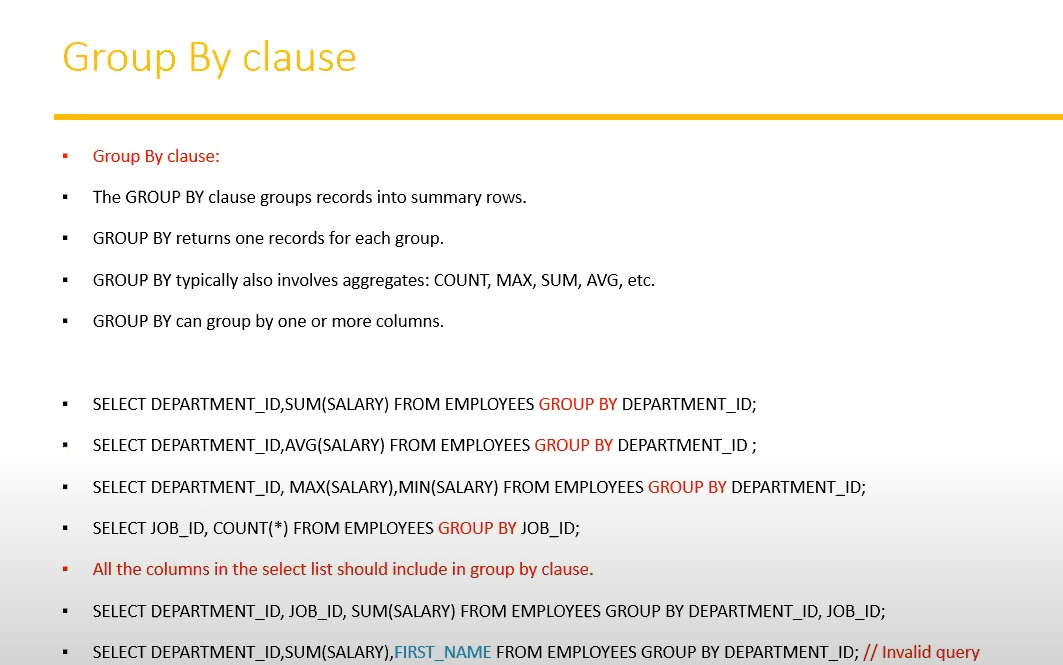 Group By clause
▪ Group By clause:
▪ The GROUP BY clause groups records into summary rows.
▪ GROUP BY returns one records for each group.
▪ GROUP BY typically also involves aggregates: COUNT, MAX, SUM, AVG, etc.
▪ GROUP BY can group by one or more columns.
▪ SELECT DEPARTMENT_ID,SUM(SALARY) FROM EMPLOYEES GROUP BY DEPARTMENT_ID;
▪ SELECT DEPARTMENT_ID,AVG(SALARY) FROM EMPLOYEES GROUP BY DEPARTMENT_ID ;
▪ SELECT DEPARTMENT_ID, MAX(SALARY),MIN(SALARY) FROM EMPLOYEES GROUP BY DEPARTMENT_ID;
▪ SELECT JOB_ID, COUNT(*) FROM EMPLOYEES GROUP BY JOB_ID;
▪ All the columns in the select list should include in group by clause.
▪ SELECT DEPARTMENT_ID, JOB_ID, SUM(SALARY) FROM EMPLOYEES GROUP BY DEPARTMENT_ID, JOB_ID;
▪ SELECT DEPARTMENT_ID,SUM(SALARY),FIRST_NAME FROM EMPLOYEES GROUP BY DEPARTMENT_ID; // Invalid query